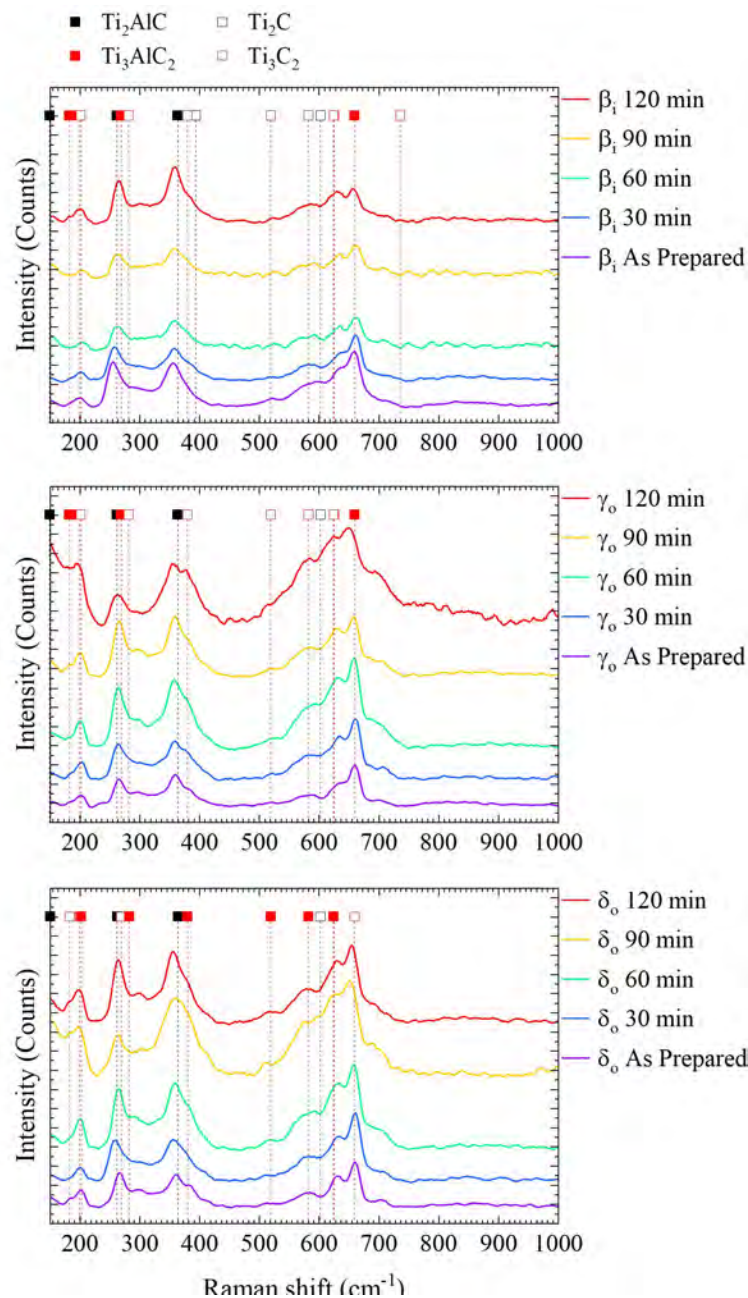 Ti₂AlC Ti₂C
Ti₃AlC₂ Ti₃C₂
Intensity (Counts)
βᵢ 120 min
βᵢ 90 min
βᵢ 60 min
βᵢ 30 min
βᵢ As Prepared
200 300 400 500 600 700 800 900 1000
Intensity (Counts)
γₒ 120 min
γₒ 90 min
γₒ 60 min
γₒ 30 min
γₒ As Prepared
200 300 400 500 600 700 800 900 1000
Intensity (Counts)
δₒ 120 min
δₒ 90 min
δₒ 60 min
δₒ 30 min
δₒ As Prepared
200 300 400 500 600 700 800 900 1000
Raman shift (cm⁻¹)